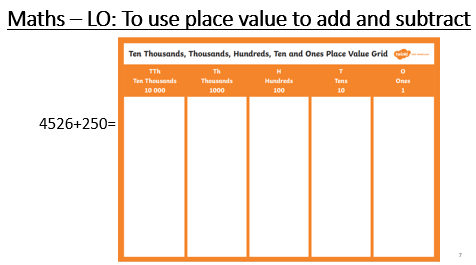 Maths – LO: To use place value to add and subtract
Ten Thousands, Thousands, Hundreds, Ten and Ones Place Value Grid
TTh Th H T O
Ten Thousands Thousands Hundreds Tens Ones
10 000 1000 100 10 1
4526+250=
7